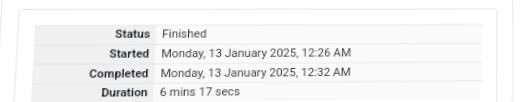 Status Finished
Started Monday, 13 January 2025, 12:26 AM
Completed Monday, 13 January 2025, 12:32 AM
Duration 6 mins 17 secs